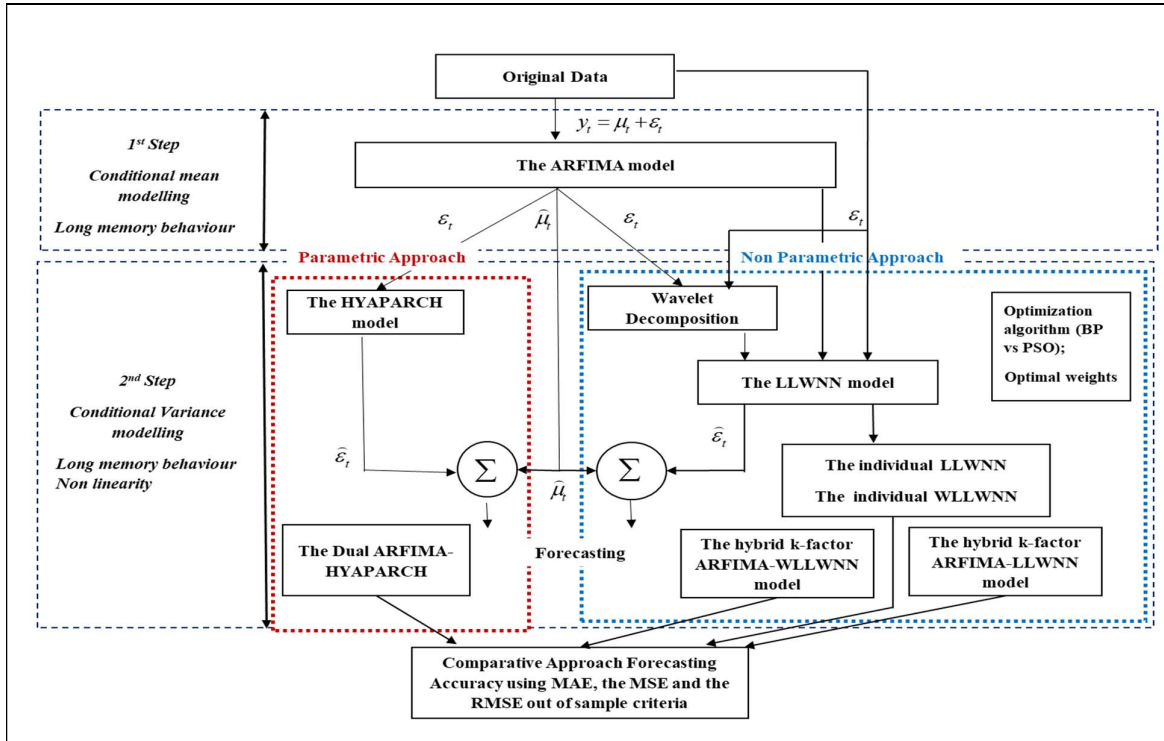 Original Data
y_t = μ_t + ε_t
1st Step
Conditional mean
modelling
Long memory behaviour
The ARFIMA model
ε_t
μ̂_t
ε_t
ε_t
Parametric Approach
Non Parametric Approach
The HYAPARCH
model
Wavelet
Decomposition
Optimization
algorithm (BP
vs PSO);
Optimal weights
2nd Step
Conditional Variance
modelling
Long memory behaviour
Non linearity
The LLWNN model
ε̂_t
ε̂_t
Σ
μ̂_t
Σ
The individual LLWNN
The individual WLLWNN
The Dual ARFIMA-
HYAPARCH
Forecasting
The hybrid k-factor
ARFIMA-WLLWNN
model
The hybrid k-factor
ARFIMA-LLWNN
model
Comparative Approach Forecasting
Accuracy using MAE, the MSE and the
RMSE out of sample criteria